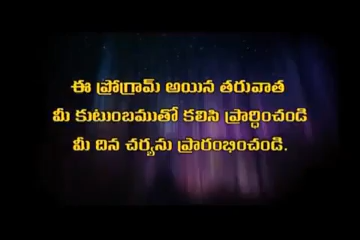 ఈ ప్రోగ్రామ్ అయిన తరువాత
మీ కుటుంబముతో కలిసి ప్రార్ధించండి
మీ దిన చర్యను ప్రారంభించండి.